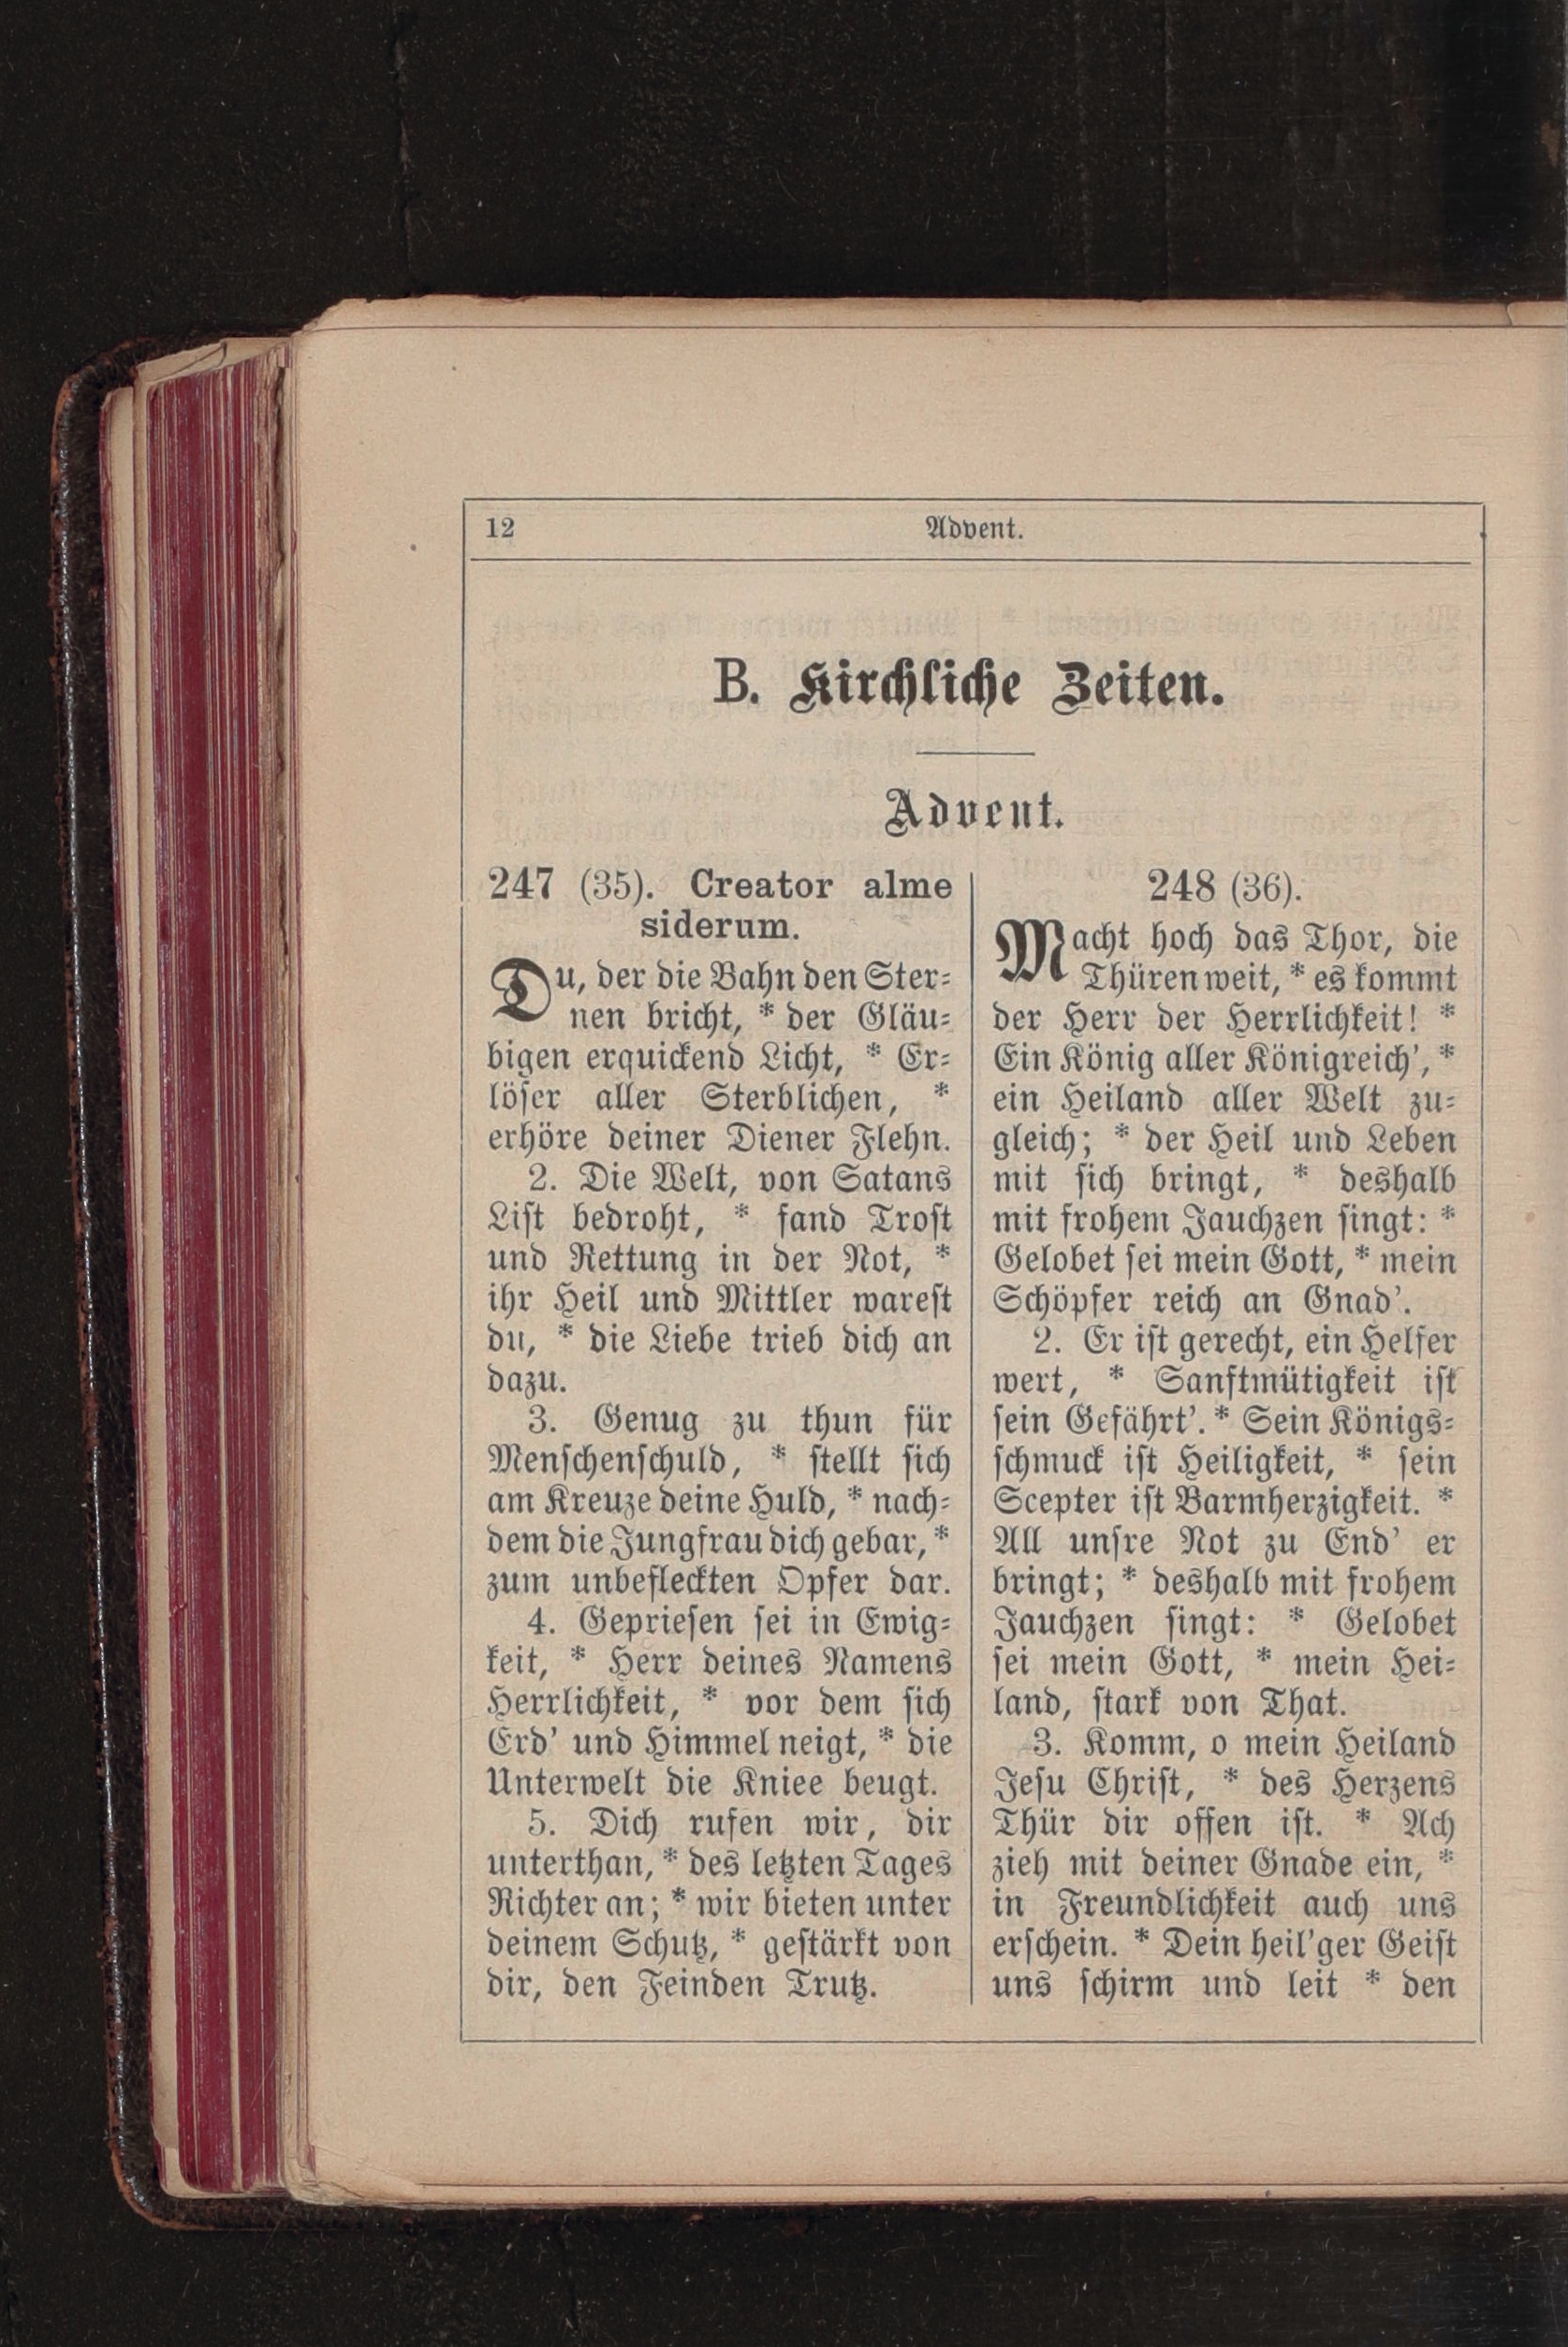 12
Advent.
B. Kirchliche Zeiten.
Advent.
247 (35). Creator alme
siderum.
Du, der die Bahn den Ster-
nen bricht, * der Gläu-
bigen erquickend Licht, * Er-
löser aller Sterblichen, *
erhöre deiner Diener Flehn.
2. Die Welt, von Satans
List bedroht, * fand Trost
und Rettung in der Not, *
ihr Heil und Mittler warest
du, * die Liebe trieb dich an
dazu.
3. Genug zu thun für
Menschenschuld, * stellt sich
am Kreuze deine Huld, * nach-
dem die Jungfrau dich gebar, *
zum unbefleckten Opfer dar.
4. Gepriesen sei in Ewig-
keit, * Herr deines Namens
Herrlichkeit, * vor dem sich
Erd' und Himmel neigt, * die
Unterwelt die Kniee beugt.
5. Dich rufen wir, dir
unterthan, * des letzten Tages
Richter an; * wir bieten unter
deinem Schutz, * gestärkt von
dir, den Feinden Trutz.
248 (36).
Macht hoch das Thor, die
Thüren weit, * es kommt
der Herr der Herrlichkeit! *
Ein König aller Königreich', *
ein Heiland aller Welt zu-
gleich; * der Heil und Leben
mit sich bringt, * deshalb
mit frohem Jauchzen singt: *
Gelobet sei mein Gott, * mein
Schöpfer reich an Gnad'.
2. Er ist gerecht, ein Helfer
wert, * Sanftmütigkeit ist
sein Gefährt'. * Sein Königs-
schmuck ist Heiligkeit, * sein
Scepter ist Barmherzigkeit. *
All unsre Not zu End' er
bringt; * deshalb mit frohem
Jauchzen singt: * Gelobet
sei mein Gott, * mein Hei-
land, stark von That.
3. Komm, o mein Heiland
Jesu Christ, * des Herzens
Thür dir offen ist. * Ach
zieh mit deiner Gnade ein, *
in Freundlichkeit auch uns
erschein. * Dein heil'ger Geist
uns schirm und leit * den